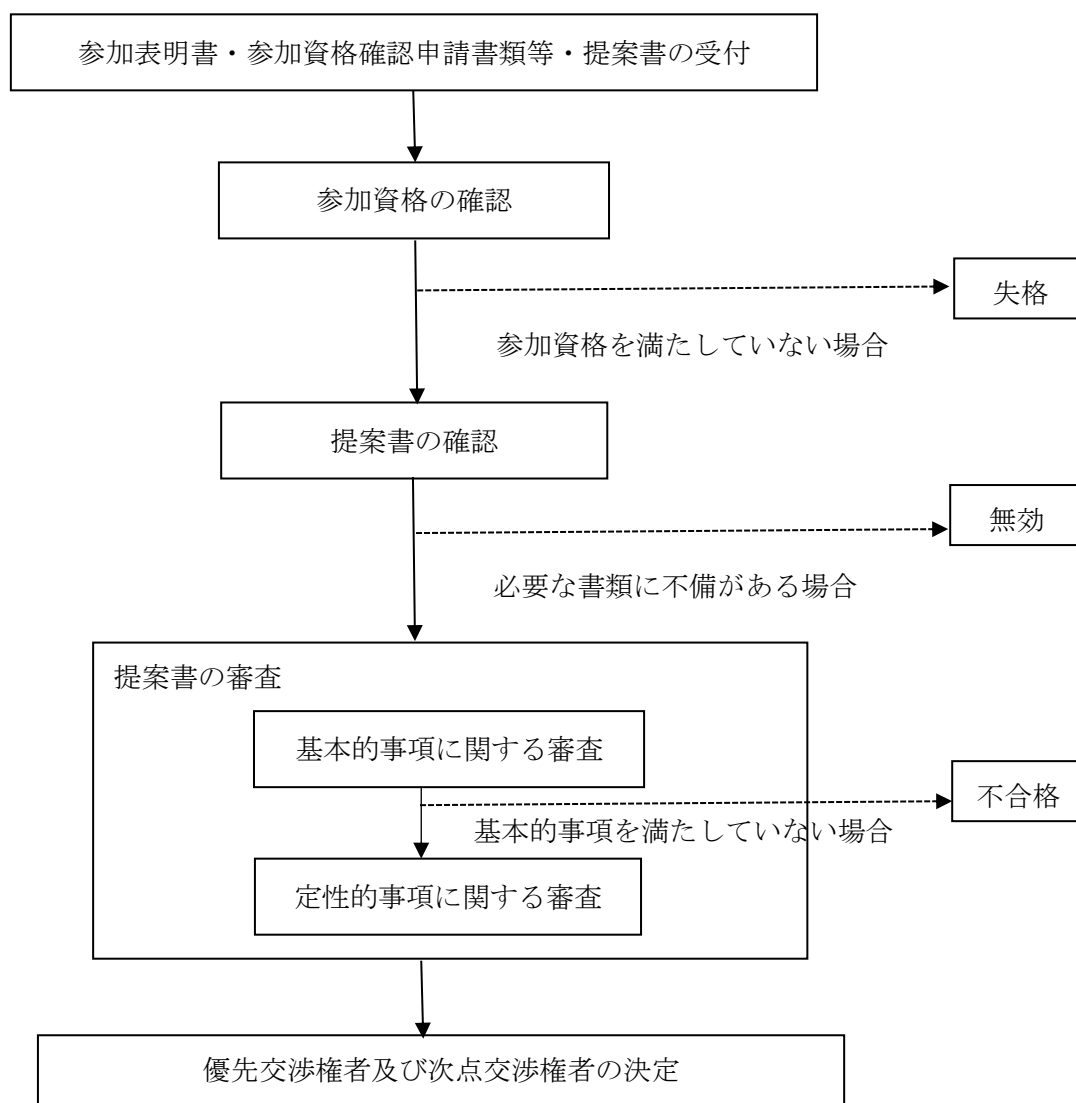 参加表明書・参加資格確認申請書類等・提案書の受付
参加資格の確認
失格
参加資格を満たしていない場合
提案書の確認
無効
必要な書類に不備がある場合
提案書の審査
基本的事項に関する審査
不合格
基本的事項を満たしていない場合
定性的事項に関する審査
優先交渉権者及び次点交渉権者の決定